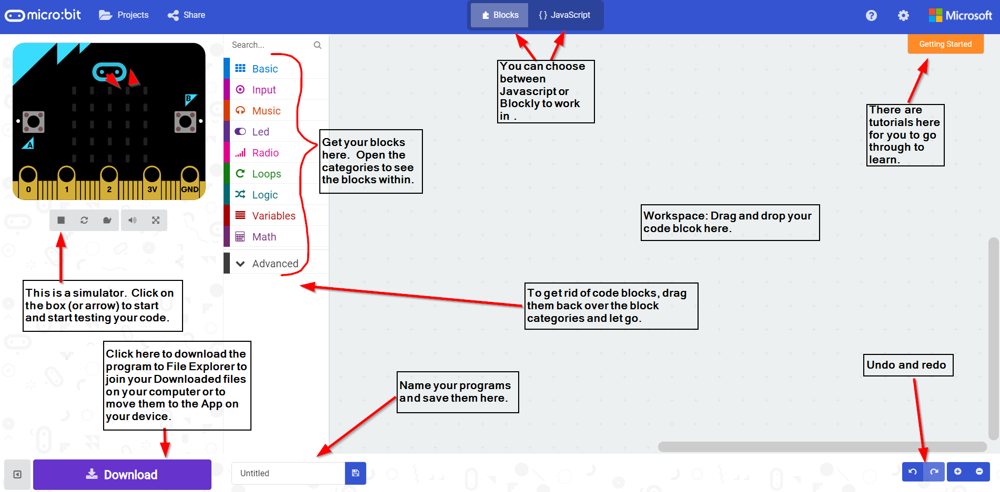 micro:bit
Projects
Share
Blocks
{} JavaScript
Microsoft
Getting Started
Search...
Basic
Input
Music
Led
Radio
Loops
Logic
Variables
Math
Advanced
B
A
0
1
2
3V
GND
You can choose
between
Javascript or
Blockly to work
in .
There are
tutorials here
for you to go
through to
learn.
Get your blocks
here. Open the
categories to see
the blocks within.
Workspace: Drag and drop your
code blcok here.
This is a simulator. Click on
the box (or arrow) to start
and start testing your code.
To get rid of code blocks, drag
them back over the block
categories and let go.
Click here to download the
program to File Explorer to
join your Downloaded files
on your computer or to
move them to the App on
your device.
Name your programs
and save them here.
Undo and redo
Download
Untitled